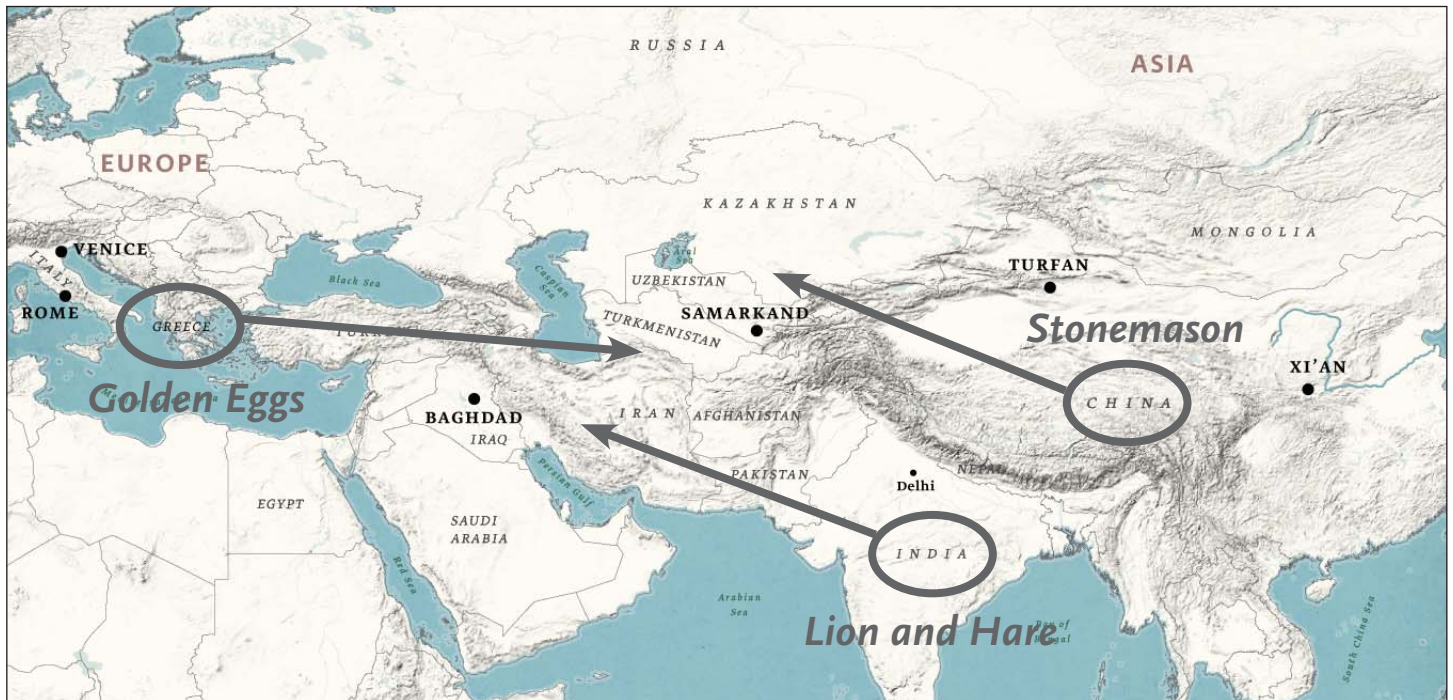 RUSSIA
ASIA
EUROPE
KAZAKHSTAN
MONGOLIA
VENICE
ITALY
Black Sea
Caspian Sea
Aral Sea
UZBEKISTAN
TURFAN
ROME
GREECE
TURKMENISTAN
SAMARKAND
Stonemason
XI'AN
Golden Eggs
BAGHDAD
IRAQ
IRAN
AFGHANISTAN
CHINA
PAKISTAN
NEPAL
Delhi
Persian Gulf
EGYPT
SAUDI
ARABIA
INDIA
Red Sea
Arabian
Sea
Lion and Hare
South China Sea